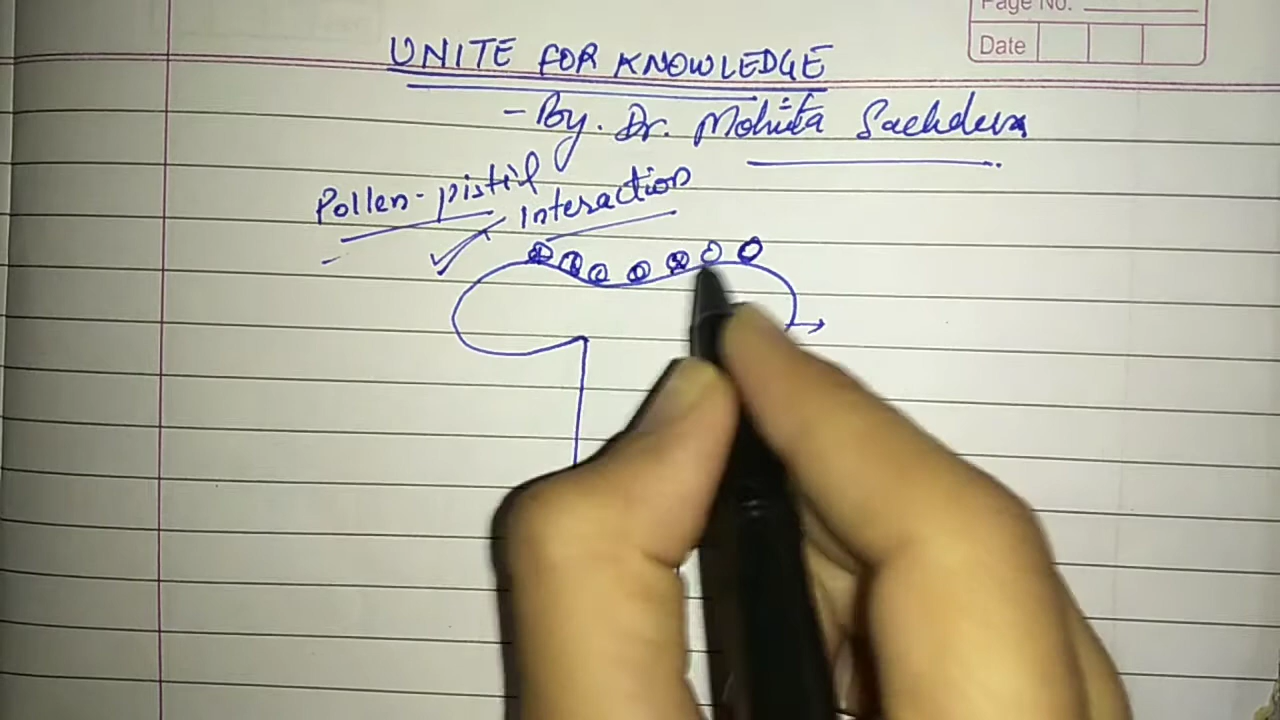 Page No.
Date
UNITE FOR KNOWLEDGE
- By. Dr. Mohita Sachdeva
Pollen-pistil
interaction